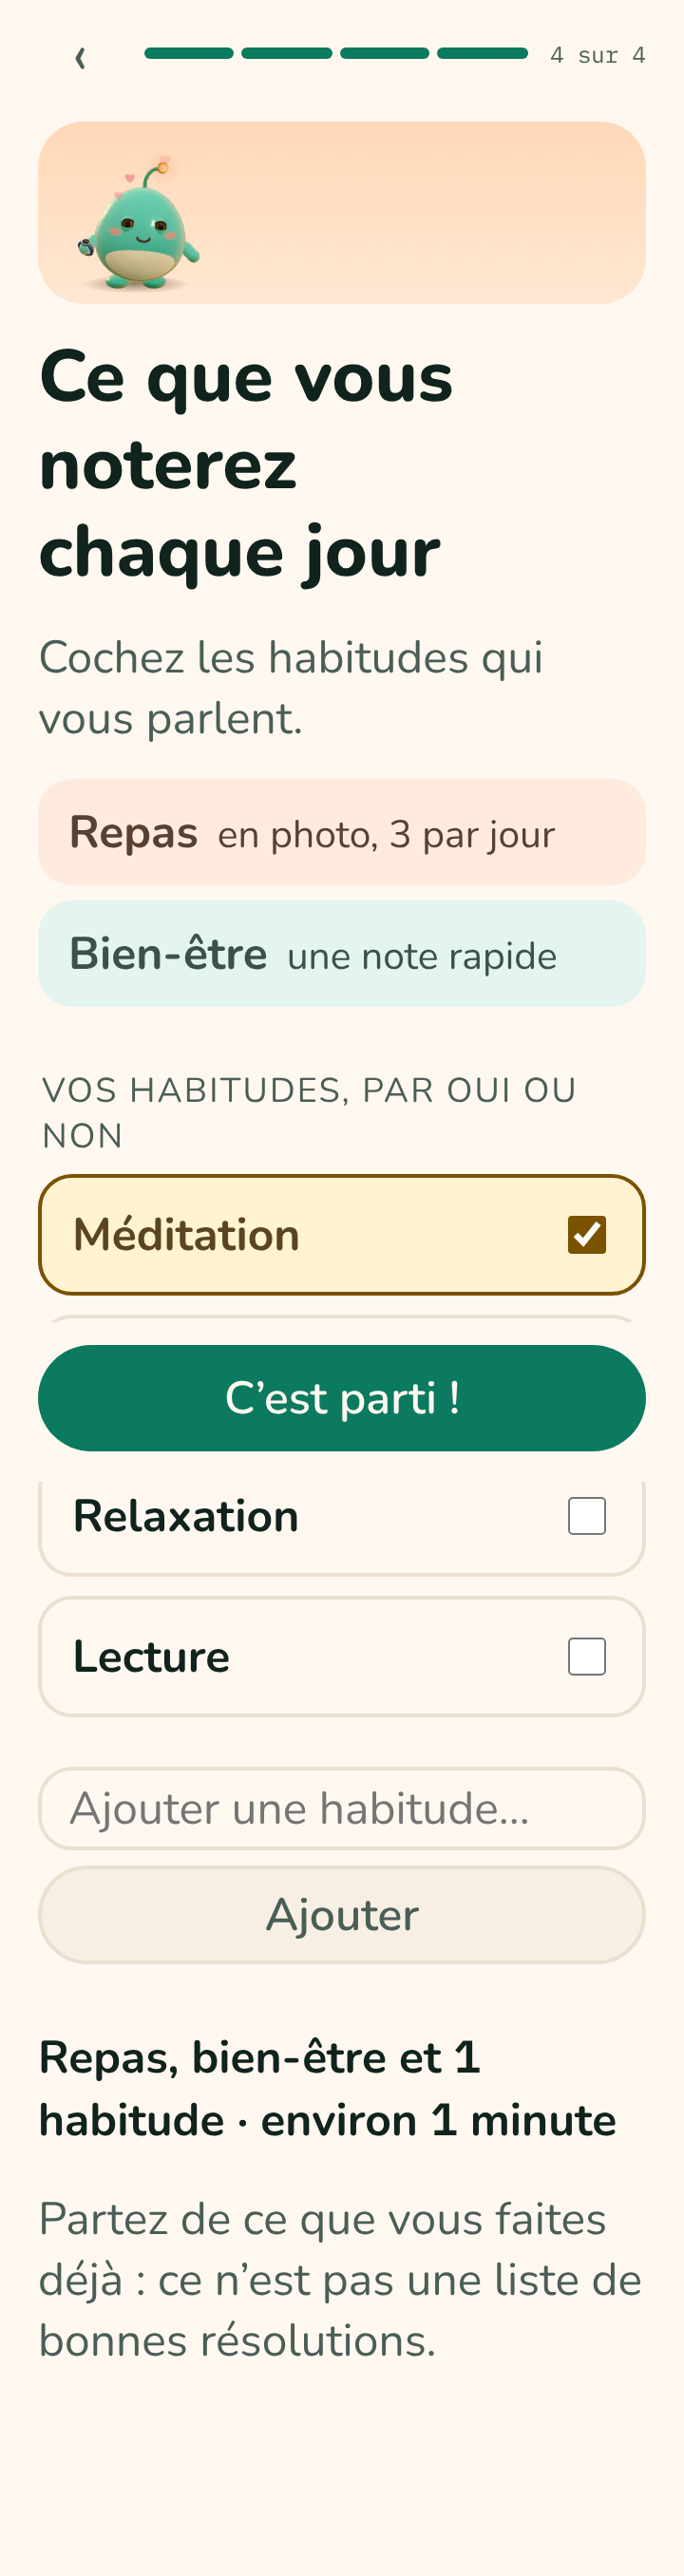 4 sur 4
Ce que vous
noterez
chaque jour
Cochez les habitudes qui
vous parlent.
Repas en photo, 3 par jour
Bien-être une note rapide
VOS HABITUDES, PAR OUI OU
NON
Méditation
C’est parti !
Relaxation
Lecture
Ajouter une habitude...
Ajouter
Repas, bien-être et 1
habitude · environ 1 minute
Partez de ce que vous faites
déjà : ce n’est pas une liste de
bonnes résolutions.